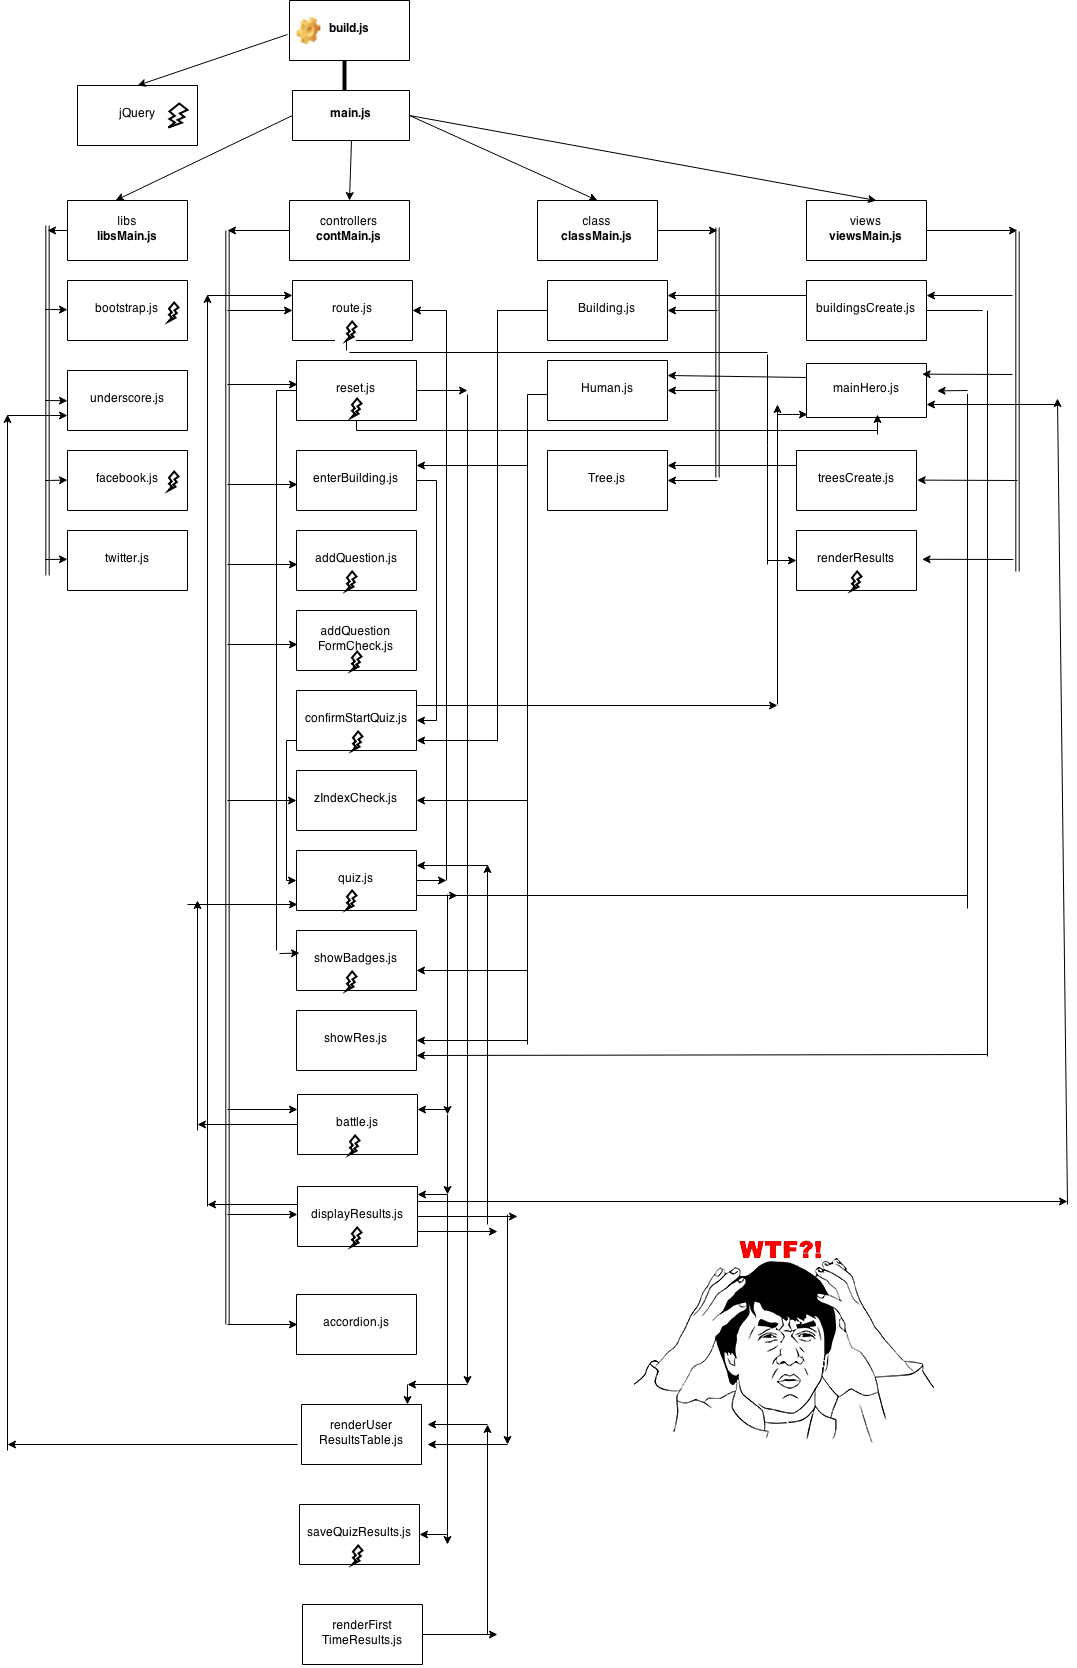 build.js
jQuery
main.js
libs
libsMain.js
controllers
contMain.js
class
classMain.js
views
viewsMain.js
bootstrap.js
route.js
Building.js
buildingsCreate.js
underscore.js
reset.js
Human.js
mainHero.js
facebook.js
enterBuilding.js
Tree.js
treesCreate.js
twitter.js
addQuestion.js
renderResults
addQuestion
FormCheck.js
confirmStartQuiz.js
zIndexCheck.js
quiz.js
showBadges.js
showRes.js
battle.js
displayResults.js
WTF?!
accordion.js
renderUser
ResultsTable.js
saveQuizResults.js
renderFirst
TimeResults.js